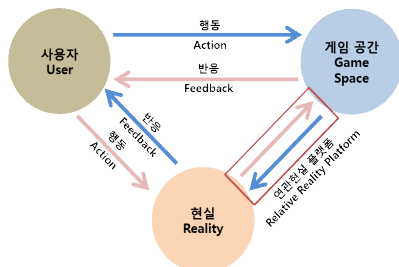 사용자
User
행동
Action
반응
Feedback
게임 공간
Game
Space
반응
Feedback
행동
Action
연관현실 플랫폼
Relative Reality Platform
현실
Reality